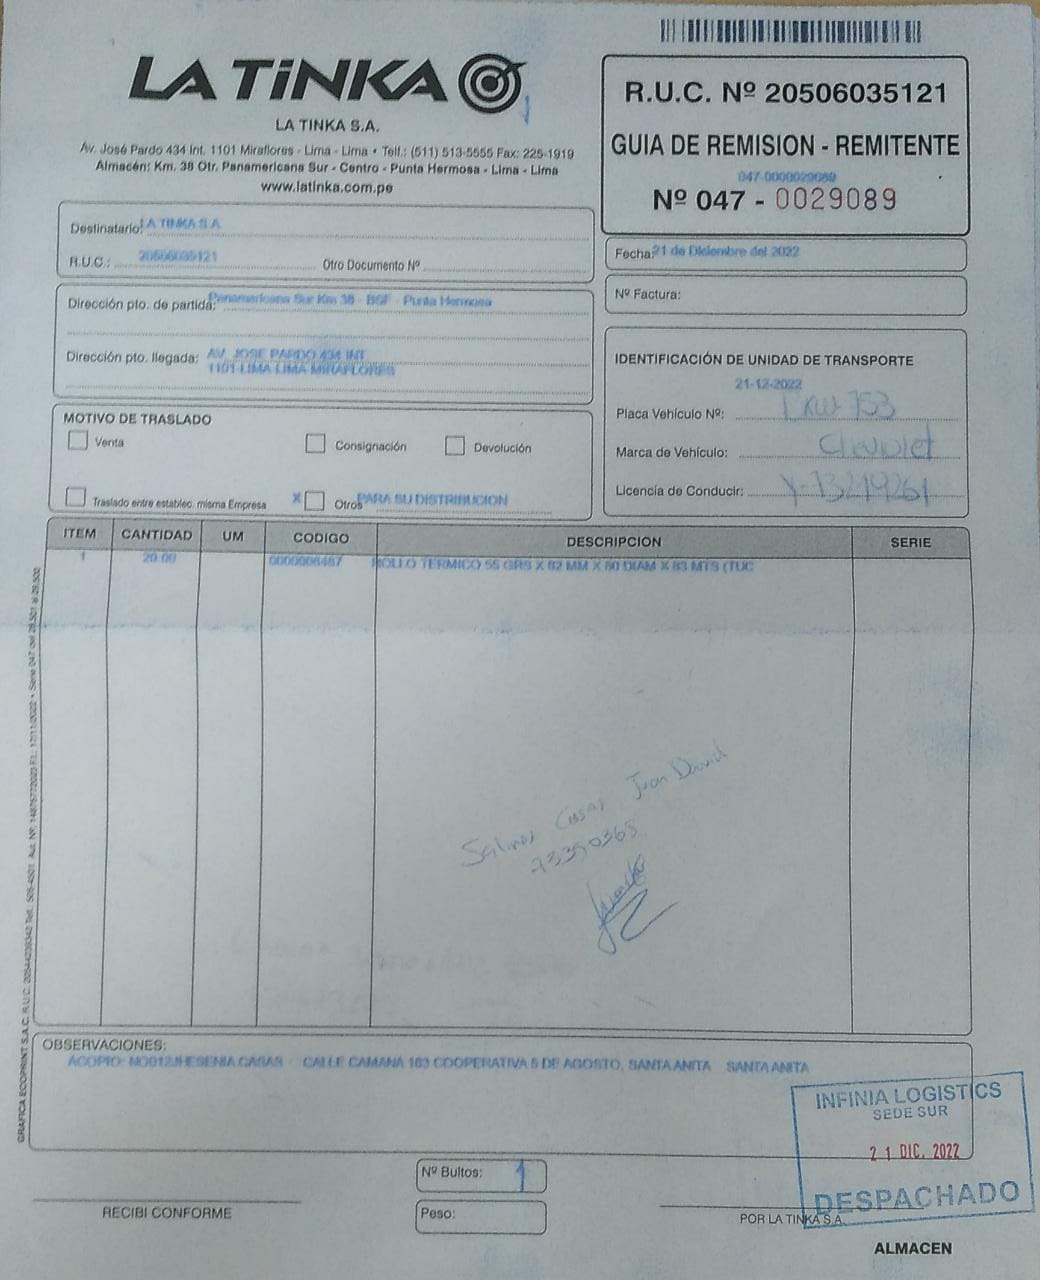 LA TiNKA
LA TINKA S.A.
Av. José Pardo 434 Int. 1101 Miraflores - Lima - Lima • Telf.: (511) 513-5555 Fax: 225-1919
Almacén: Km. 38 Otr. Panamericana Sur - Centro - Punta Hermosa - Lima - Lima
www.latinka.com.pe
R.U.C. Nº 20506035121
GUIA DE REMISION - REMITENTE
047-0000029089
Nº 047 - 0029089
Destinatario: LA TINKA S A
R.U.C.: 20506035121 Otro Documento Nº
Fecha: 21 de Diciembre del 2022
Nº Factura:
Dirección pto. de partida: Panamericana Sur Km 38 - BSF - Punta Hermosa
Dirección pto. llegada: AV. JOSE PARDO 434 INT
1101 LIMA LIMA MIRAFLORES
IDENTIFICACIÓN DE UNIDAD DE TRANSPORTE
21-12-2022
Placa Vehículo Nº: 753
Marca de Vehículo: Chevrolet
Licencia de Conducir: Y-73219261
MOTIVO DE TRASLADO
Venta Consignación Devolución
Traslado entre establec. misma Empresa X Otros PARA SU DISTRIBUCION
ITEM CANTIDAD UM CODIGO DESCRIPCION SERIE
1 20.00 0000006487 ROLLO TERMICO 55 GRS X 82 MM X 80 DIAM X 83 MTS (TUC
Salinas Casas Juan David
73390365
OBSERVACIONES:
ACOPIO- NO012JHESENIA CASAS - CALLE CAMANA 163 COOPERATIVA 5 DE AGOSTO, SANTA ANITA SANTA ANITA
INFINIA LOGISTICS
SEDE SUR
21 DIC. 2022
DESPACHADO
Nº Bultos: 1
Peso:
RECIBI CONFORME
POR LA TINKA S.A.
ALMACEN
GRAFICA ECOPRINT S.A.C. R.U.C.